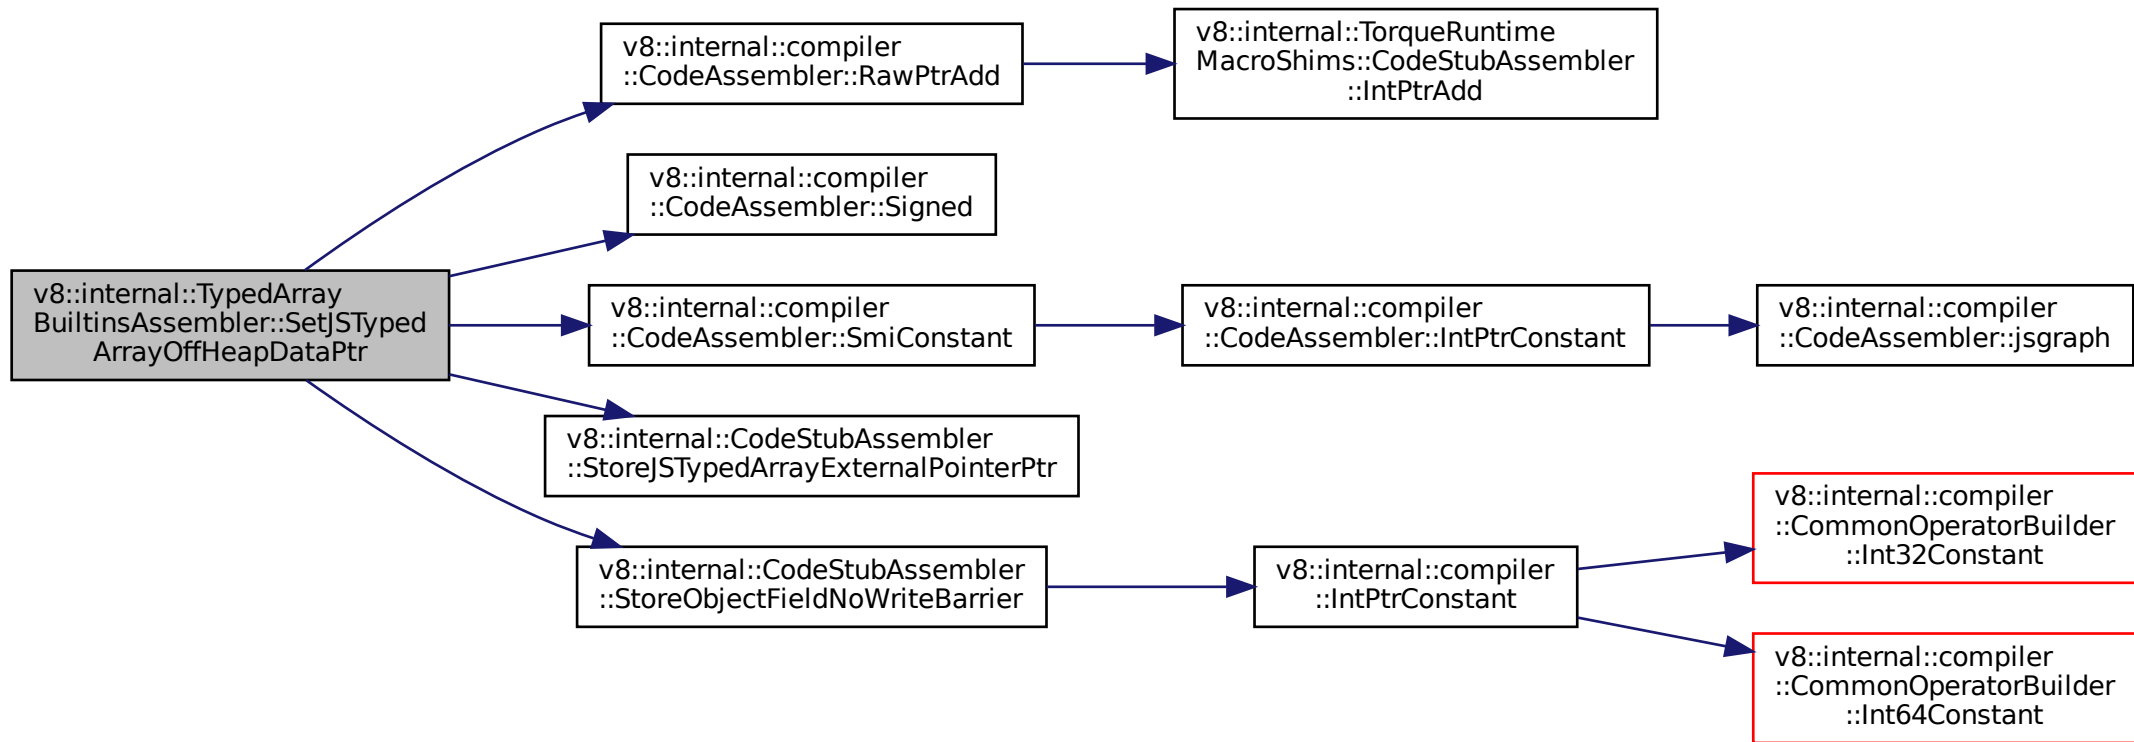 v8::internal::TypedArray
BuiltinsAssembler::SetJSTyped
ArrayOffHeapDataPtr
v8::internal::compiler
::CodeAssembler::RawPtrAdd
v8::internal::TorqueRuntime
MacroShims::CodeStubAssembler
::IntPtrAdd
v8::internal::compiler
::CodeAssembler::Signed
v8::internal::compiler
::CodeAssembler::SmiConstant
v8::internal::compiler
::CodeAssembler::IntPtrConstant
v8::internal::compiler
::CodeAssembler::jsgraph
v8::internal::CodeStubAssembler
::StoreJSTypedArrayExternalPointerPtr
v8::internal::CodeStubAssembler
::StoreObjectFieldNoWriteBarrier
v8::internal::compiler
::IntPtrConstant
v8::internal::compiler
::CommonOperatorBuilder
::Int32Constant
v8::internal::compiler
::CommonOperatorBuilder
::Int64Constant